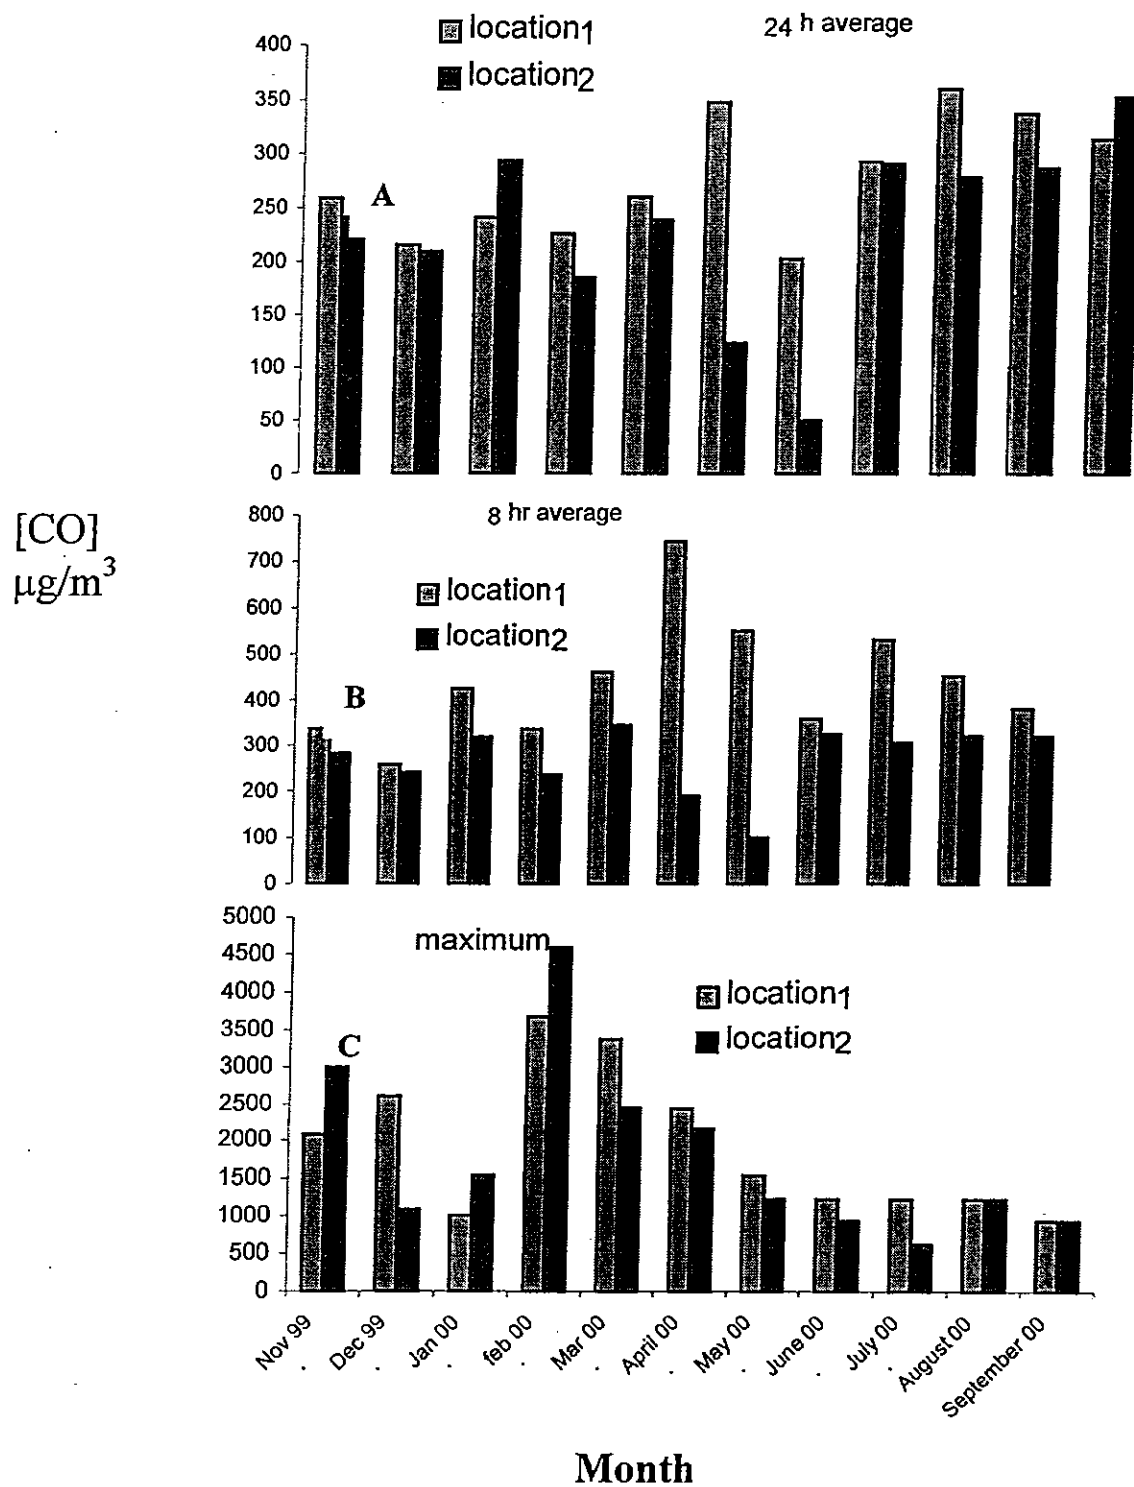 location1
24 h average
location2
400
350
300
250
200
150
100
50
0
A
[CO]
µg/m³
8 hr average
800
700
600
500
400
300
200
100
0
location1
location2
B
5000
4500
4000
3500
3000
2500
2000
1500
1000
500
0
maximum
location1
location2
C
Nov 99
Dec 99
Jan 00
feb 00
Mar 00
April 00
May 00
June 00
July 00
August 00
September 00
Month